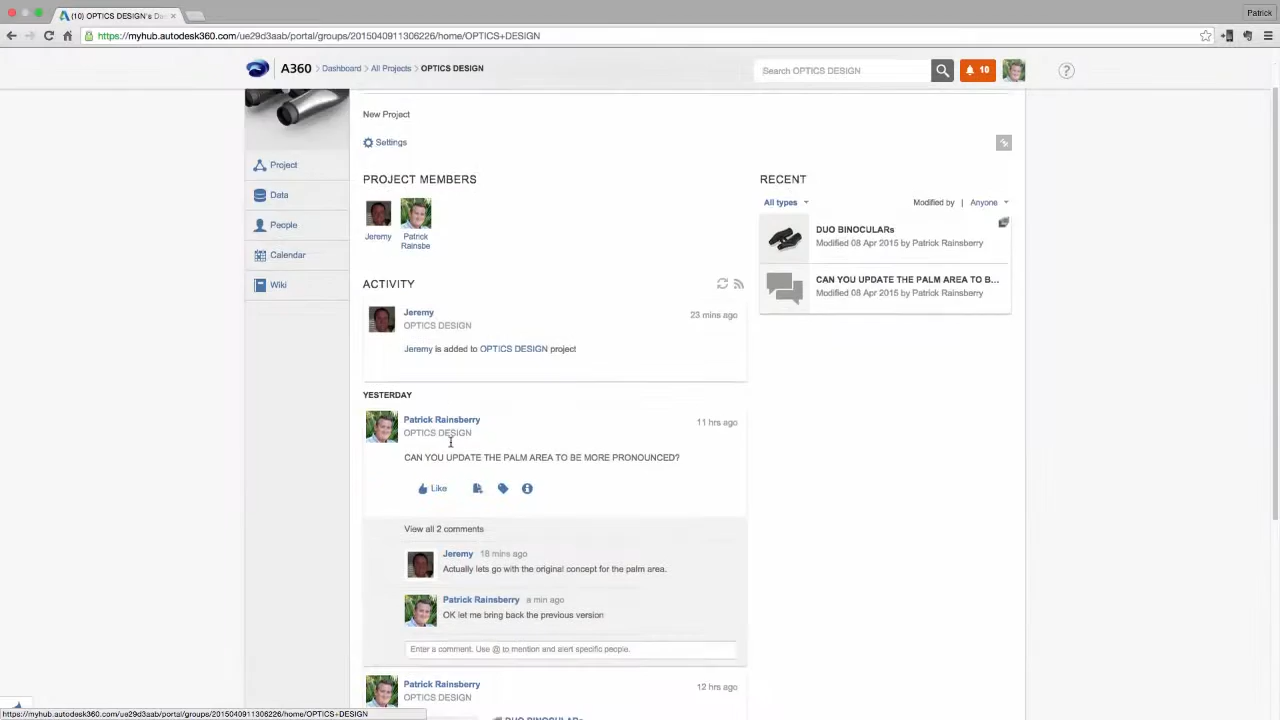 (10) OPTICS DESIGN's Da
Patrick
https://myhub.autodesk360.com/ue29d3aab/portal/groups/2015040911306226/home/OPTICS+DESIGN
A360 > Dashboard > All Projects > OPTICS DESIGN
Search OPTICS DESIGN
10
?
New Project
Settings
Project
Data
People
Calendar
Wiki
PROJECT MEMBERS
Jeremy
Patrick
Rainsbe
ACTIVITY
Jeremy
23 mins ago
OPTICS DESIGN
Jeremy is added to OPTICS DESIGN project
YESTERDAY
Patrick Rainsberry
11 hrs ago
OPTICS DESIGN
CAN YOU UPDATE THE PALM AREA TO BE MORE PRONOUNCED?
Like
View all 2 comments
Jeremy 18 mins ago
Actually lets go with the original concept for the palm area.
Patrick Rainsberry a min ago
OK let me bring back the previous version
Enter a comment. Use @ to mention and alert specific people.
Patrick Rainsberry
12 hrs ago
OPTICS DESIGN
DUO BINOCULARs
RECENT
All types
Modified by | Anyone
DUO BINOCULARs
Modified 08 Apr 2015 by Patrick Rainsberry
CAN YOU UPDATE THE PALM AREA TO B...
Modified 08 Apr 2015 by Patrick Rainsberry
https://myhub.autodesk360.com/ue29d3aab/portal/groups/2015040911306226/home/OPTICS+DESIGN